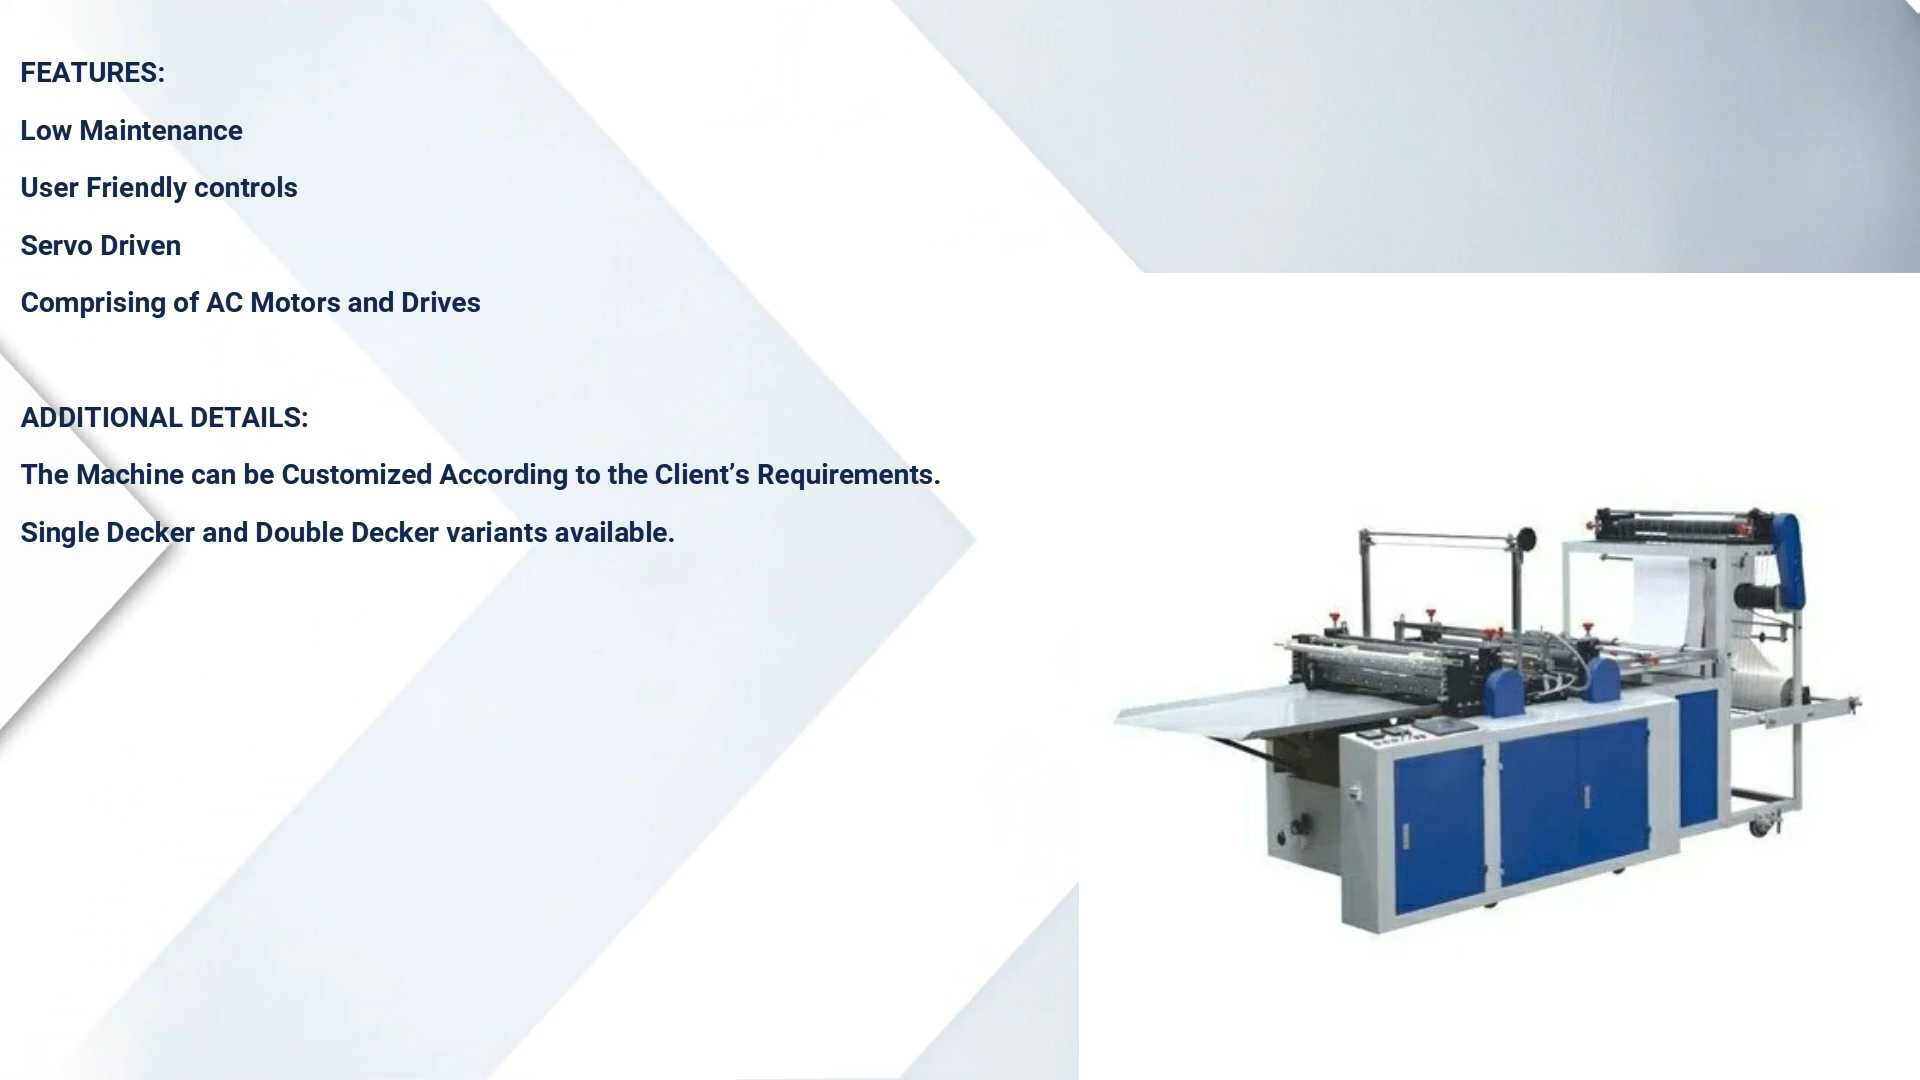 FEATURES:
Low Maintenance
User Friendly controls
Servo Driven
Comprising of AC Motors and Drives
ADDITIONAL DETAILS:
The Machine can be Customized According to the Client’s Requirements.
Single Decker and Double Decker variants available.